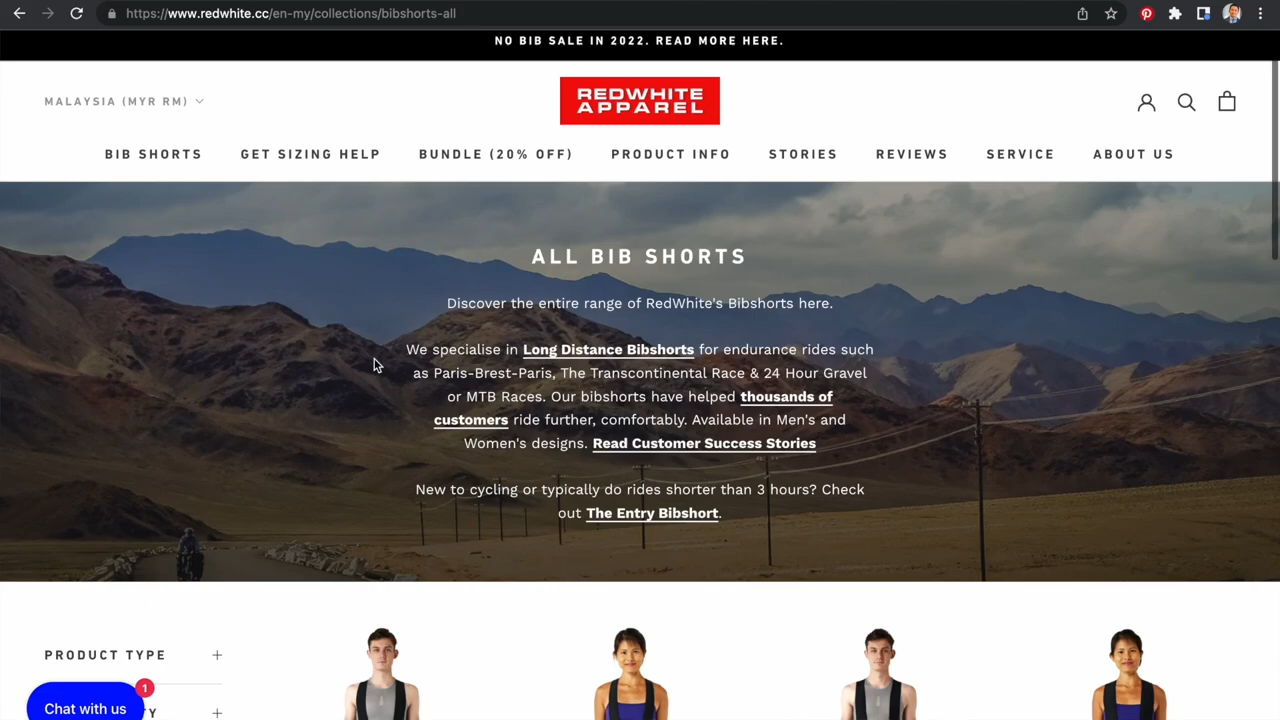 https://www.redwhite.cc/en-my/collections/bibshorts-all
NO BIB SALE IN 2022. READ MORE HERE.
MALAYSIA (MYR RM)
REDWHITE
APPAREL
BIB SHORTS GET SIZING HELP BUNDLE (20% OFF) PRODUCT INFO STORIES REVIEWS SERVICE ABOUT US
ALL BIB SHORTS
Discover the entire range of RedWhite's Bibshorts here.
We specialise in Long Distance Bibshorts for endurance rides such
as Paris-Brest-Paris, The Transcontinental Race & 24 Hour Gravel
or MTB Races. Our bibshorts have helped thousands of
customers ride further, comfortably. Available in Men's and
Women's designs. Read Customer Success Stories
New to cycling or typically do rides shorter than 3 hours? Check
out The Entry Bibshort.
PRODUCT TYPE +
1
Chat with us
TY +